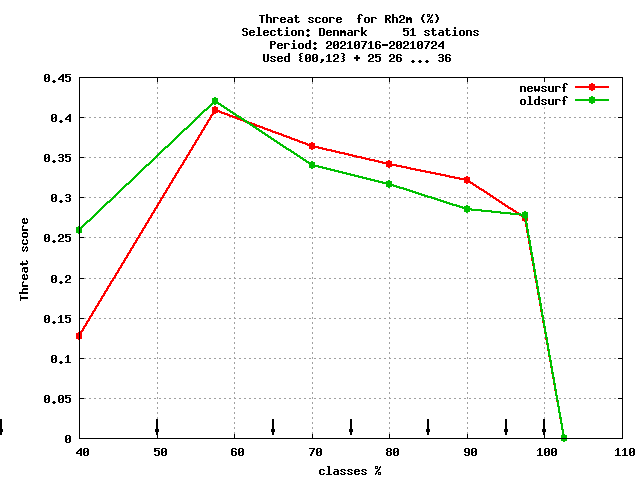 Threat score  for Rh2m (%)
Selection: Denmark     51 stations
Period: 20210716-20210724
Used {00,12} + 25 26 ... 36
newsurf
oldsurf
0.45
0.4
0.35
0.3
0.25
0.2
0.15
0.1
0.05
0
Threat score
40 50 60 70 80 90 100 110
classes %